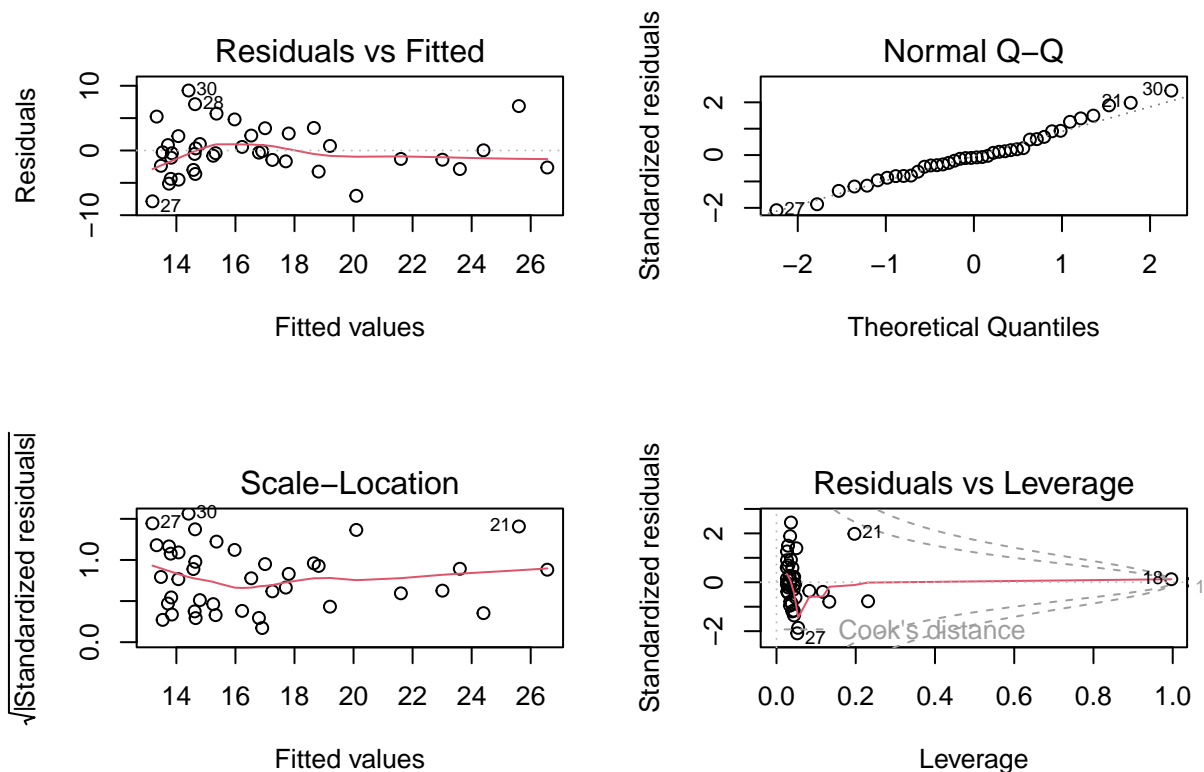 Residuals vs Fitted
Residuals
10
0
−10
30
28
27
14 16 18 20 22 24 26
Fitted values
Normal Q−Q
Standardized residuals
2
0
−2
21
30
27
−2 −1 0 1 2
Theoretical Quantiles
Scale−Location
√|Standardized residuals|
1.0
0.0
27
30
21
14 16 18 20 22 24 26
Fitted values
Residuals vs Leverage
Standardized residuals
2
0
−2
21
18
1
27
Cook's distance
0.0 0.2 0.4 0.6 0.8 1.0
Leverage